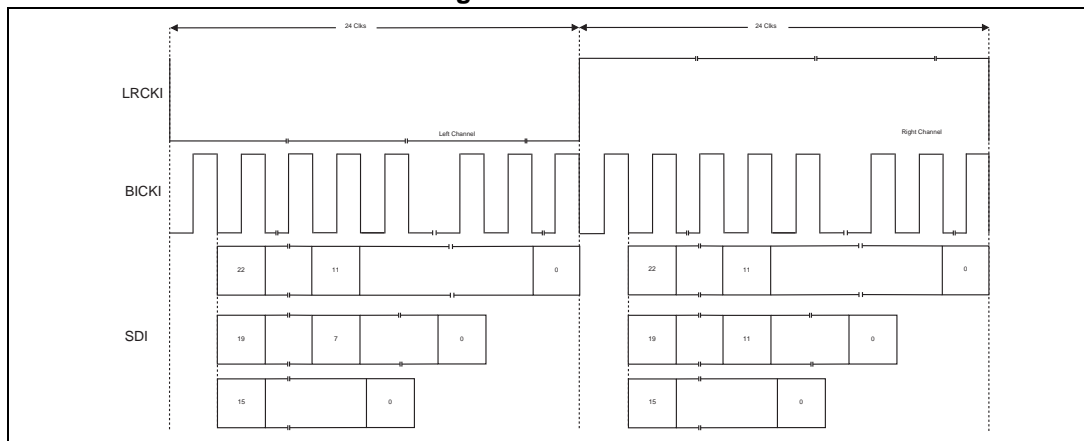 24 Clks 24 Clks
LRCKI
Left Channel Right Channel
BICKI
22 11 0 22 11 0
SDI
19 7 0 19 11 0
15 0 15 0